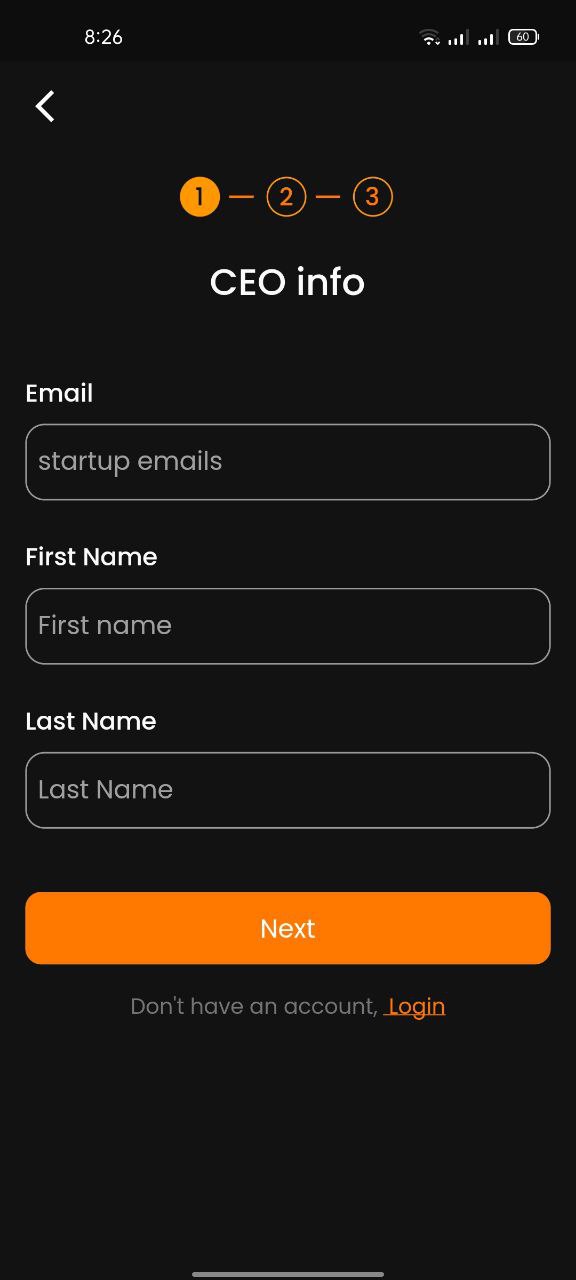 8:26
60
1 2 3
CEO info
Email
startup emails
First Name
First name
Last Name
Last Name
Next
Don't have an account, Login